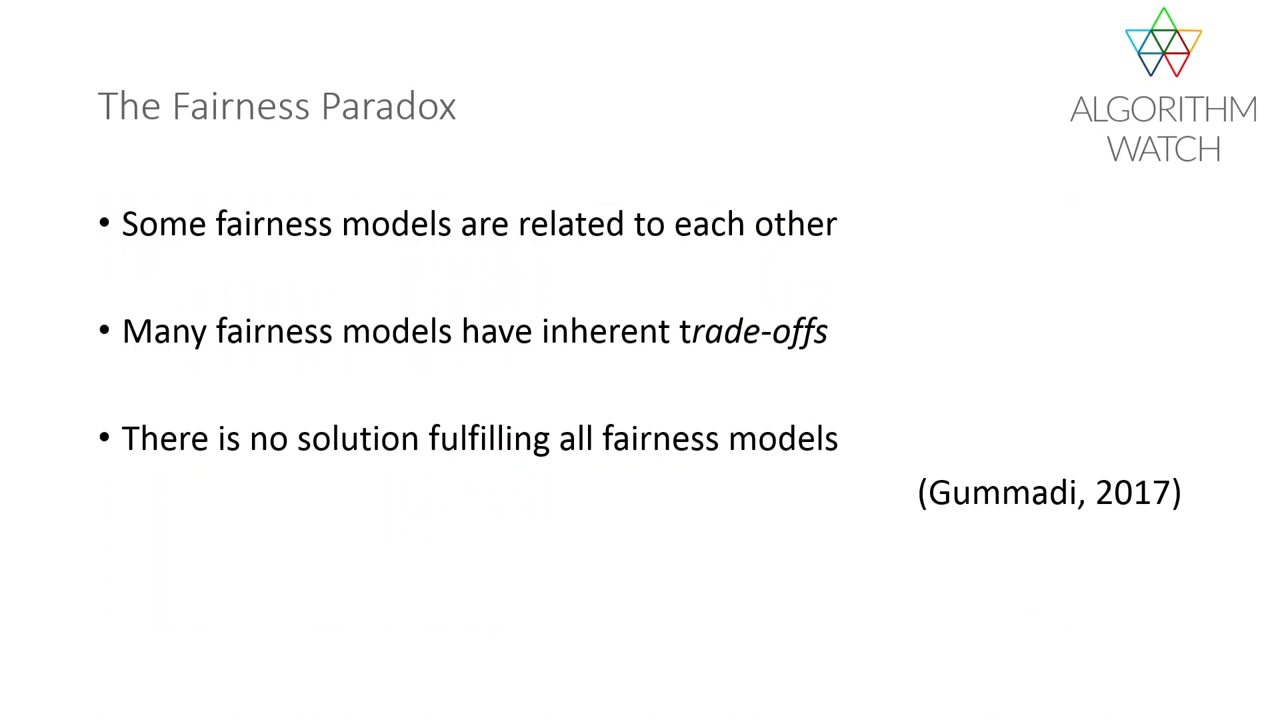 ALGORITHM
WATCH
The Fairness Paradox
• Some fairness models are related to each other
• Many fairness models have inherent trade-offs
• There is no solution fulfilling all fairness models
(Gummadi, 2017)